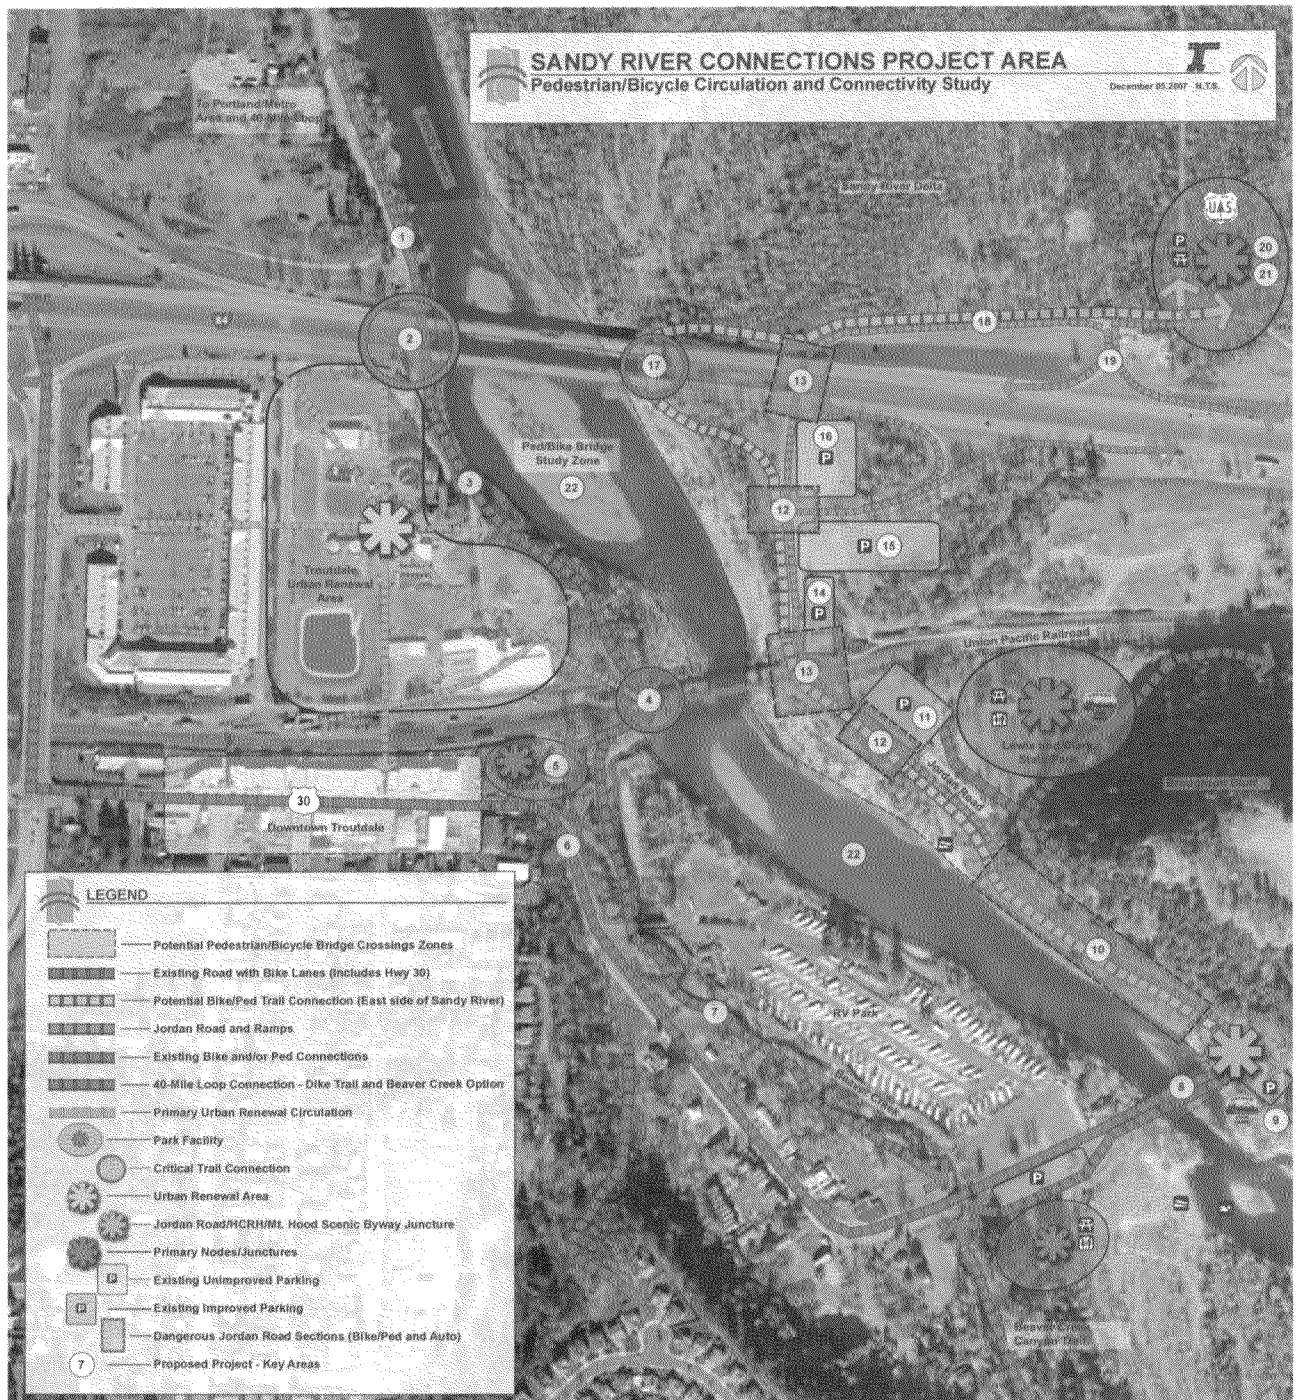 SANDY RIVER CONNECTIONS PROJECT AREA
Pedestrian/Bicycle Circulation and Connectivity Study
December 05 2007 N.T.S.
To Portland/Metro
Area and 40-Mile Loop
Sandy River Delta
1
20
21
84
2
18
17
19
13
16
P
Ped/Bike Bridge
Study Zone
22
3
12
P 15
Troutdale
Urban Renewal
Area
14
P
Union Pacific Railroad
13
4
P
11
12
Lewis and Clark
State Park
Jordan Road
5
30
Downtown Troutdale
6
22
10
7
RV Park
Beaver Creek
8
P
9
P
Beaver Creek
Canyon Trail
LEGEND
Potential Pedestrian/Bicycle Bridge Crossings Zones
Existing Road with Bike Lanes (Includes Hwy 30)
Potential Bike/Ped Trail Connection (East side of Sandy River)
Jordan Road and Ramps
Existing Bike and/or Ped Connections
40-Mile Loop Connection - Dike Trail and Beaver Creek Option
Primary Urban Renewal Circulation
Park Facility
Critical Trail Connection
Urban Renewal Area
Jordan Road/HCRH/Mt. Hood Scenic Byway Juncture
Primary Nodes/Junctures
P Existing Unimproved Parking
P Existing Improved Parking
Dangerous Jordan Road Sections (Bike/Ped and Auto)
7 Proposed Project - Key Areas